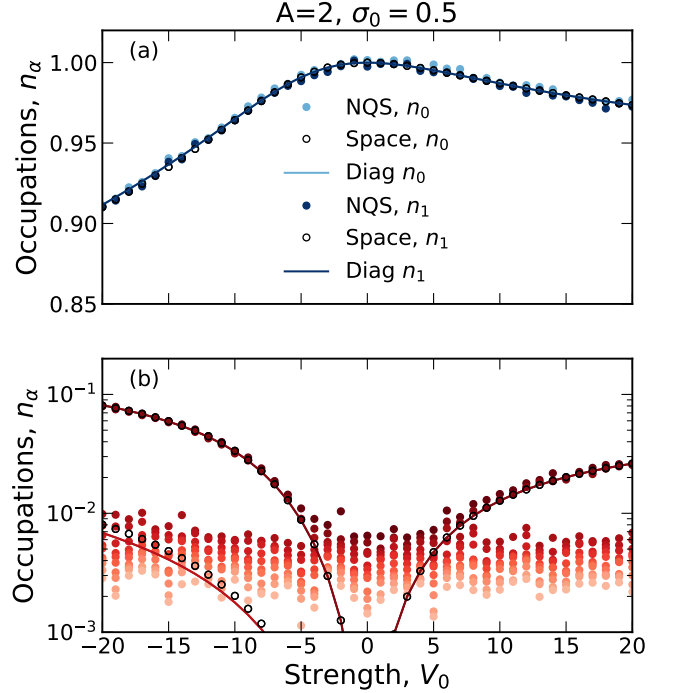 A=2, σ₀ = 0.5
(a)
Occupations, nα
1.00
0.95
0.90
0.85
NQS, n₀
Space, n₀
Diag n₀
NQS, n₁
Space, n₁
Diag n₁
(b)
Occupations, nα
10⁻¹
10⁻²
10⁻³
−20 −15 −10 −5 0 5 10 15 20
Strength, V₀